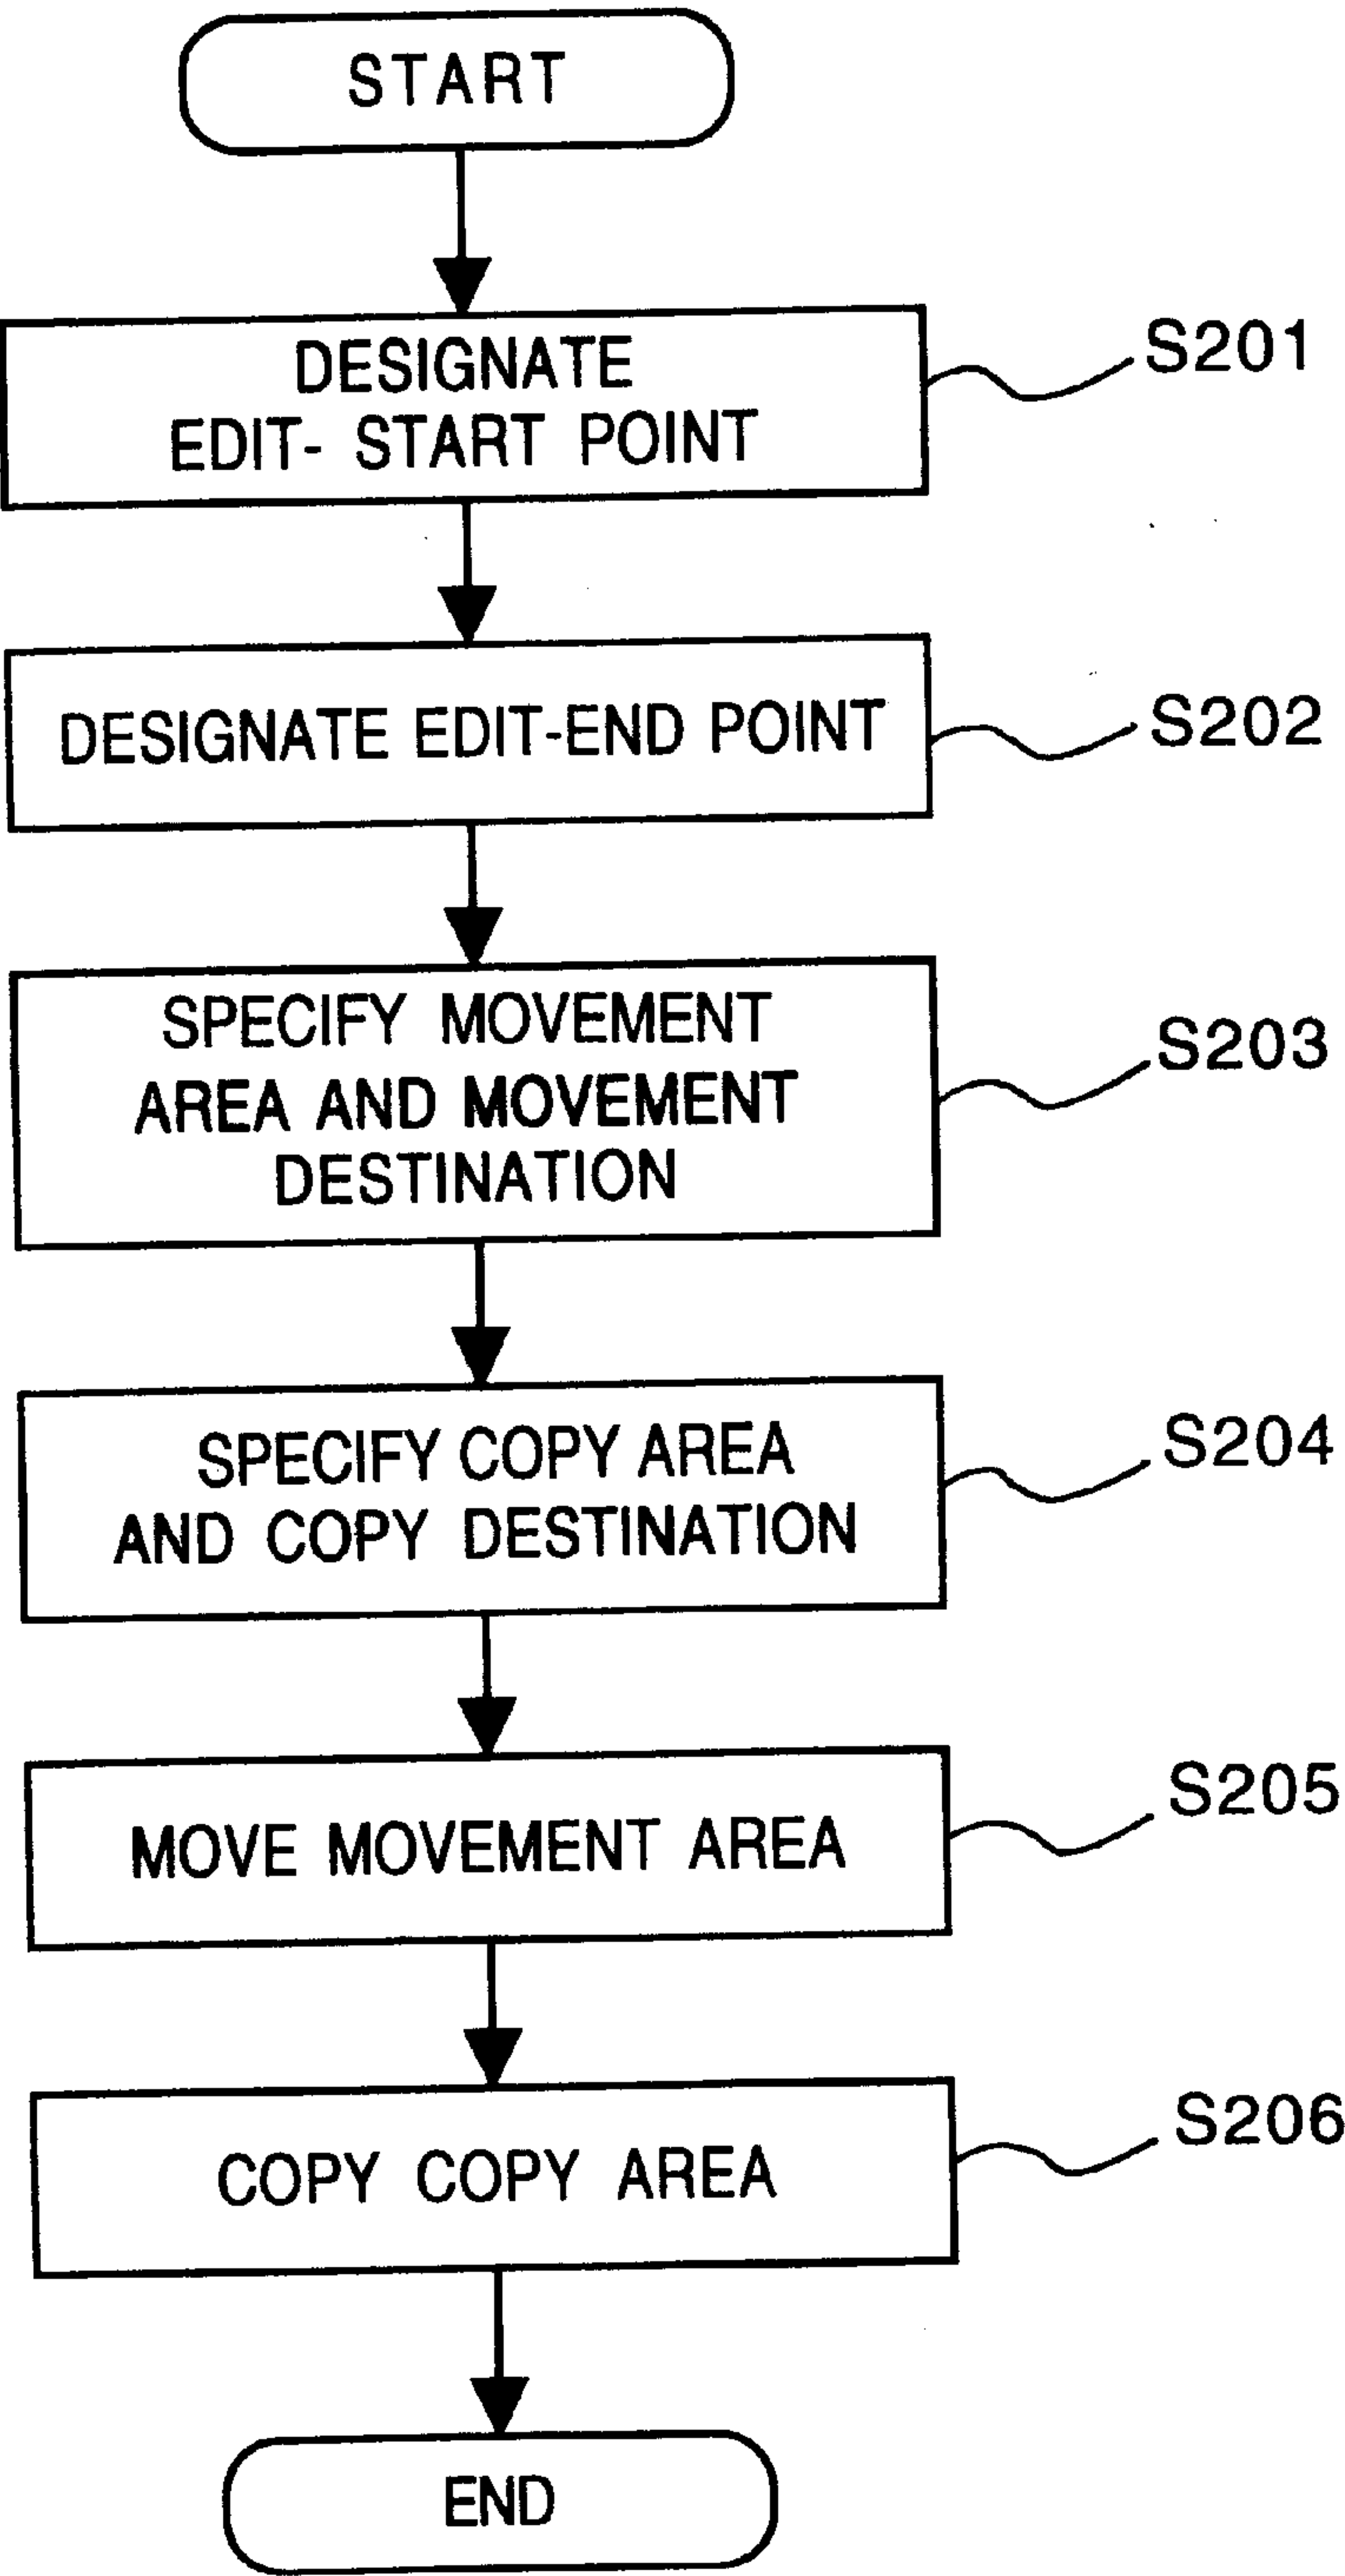 START
DESIGNATE
EDIT- START POINT
S201
DESIGNATE EDIT-END POINT
S202
SPECIFY MOVEMENT
AREA AND MOVEMENT
DESTINATION
S203
SPECIFY COPY AREA
AND COPY DESTINATION
S204
MOVE MOVEMENT AREA
S205
COPY COPY AREA
S206
END